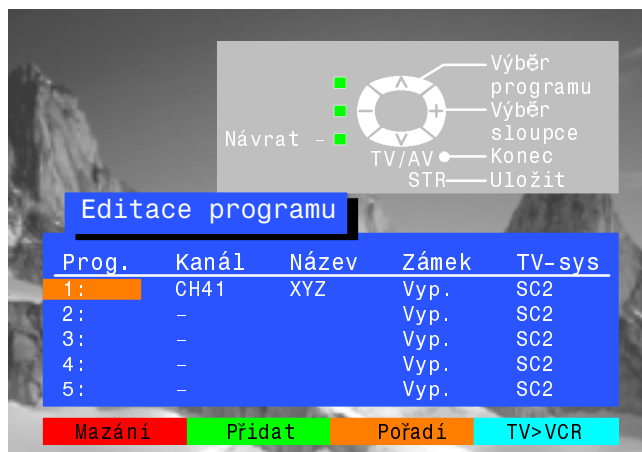 Výběr
programu
Výběr
sloupce
Návrat –
TV/AV Konec
STR Uložit
Editace programu
Prog. Kanál Název Zámek TV-sys
1: CH41 XYZ Vyp. SC2
2: – Vyp. SC2
3: – Vyp. SC2
4: – Vyp. SC2
5: – Vyp. SC2
Mazání Přidat Pořadí TV>VCR